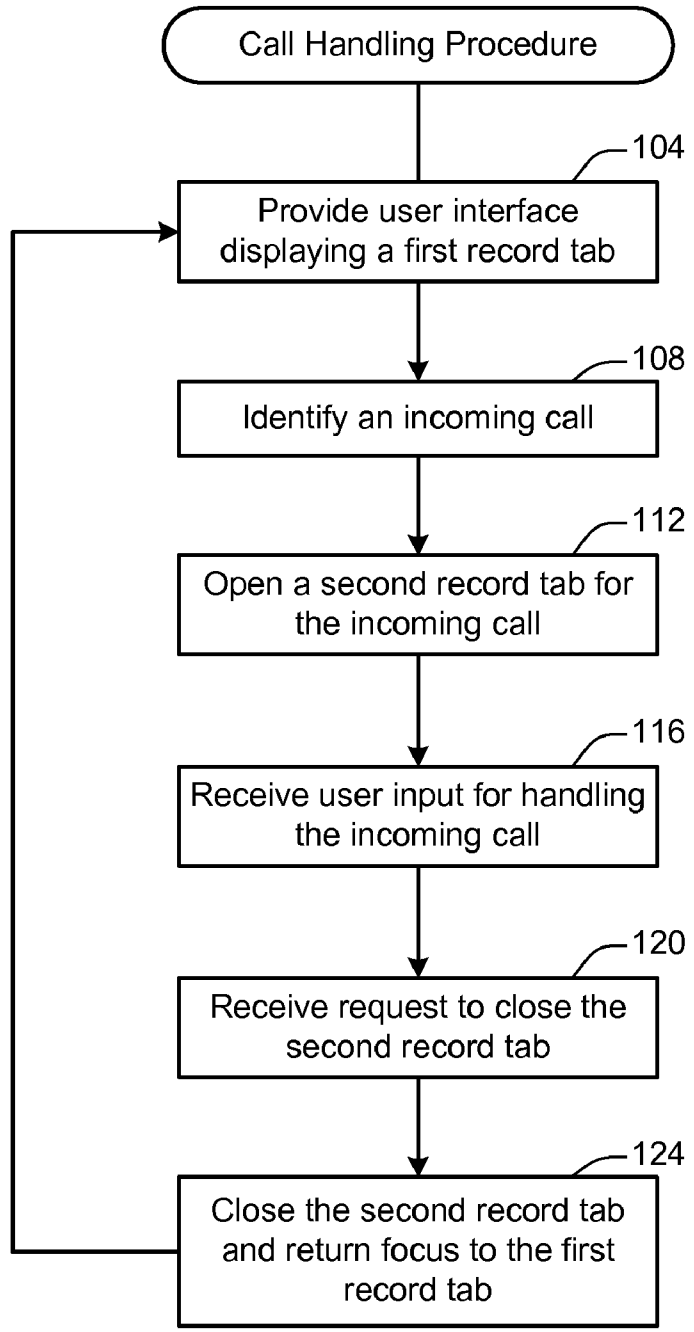 Call Handling Procedure
104
Provide user interface
displaying a first record tab
108
Identify an incoming call
112
Open a second record tab for
the incoming call
116
Receive user input for handling
the incoming call
120
Receive request to close the
second record tab
124
Close the second record tab
and return focus to the first
record tab